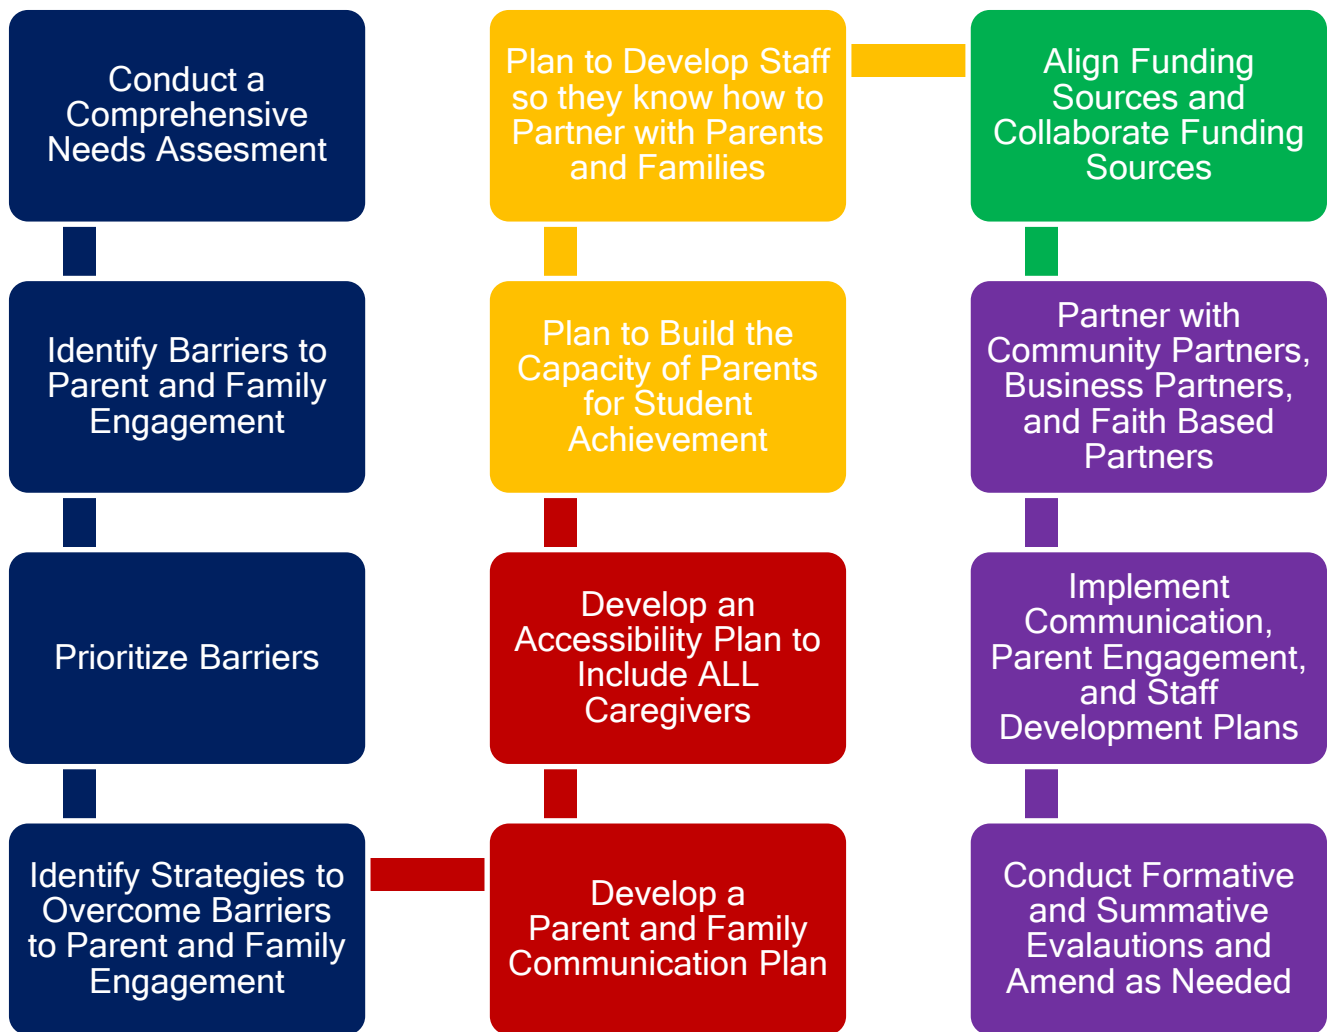 Conduct a
Comprehensive
Needs Assesment
Identify Barriers to
Parent and Family
Engagement
Prioritize Barriers
Identify Strategies to
Overcome Barriers
to Parent and Family
Engagement
Develop a
Parent and Family
Communication Plan
Develop an
Accessibility Plan to
Include ALL
Caregivers
Plan to Build the
Capacity of Parents
for Student
Achievement
Plan to Develop Staff
so they know how to
Partner with Parents
and Families
Align Funding
Sources and
Collaborate Funding
Sources
Partner with
Community Partners,
Business Partners,
and Faith Based
Partners
Implement
Communication,
Parent Engagement,
and Staff
Development Plans
Conduct Formative
and Summative
Evalautions and
Amend as Needed